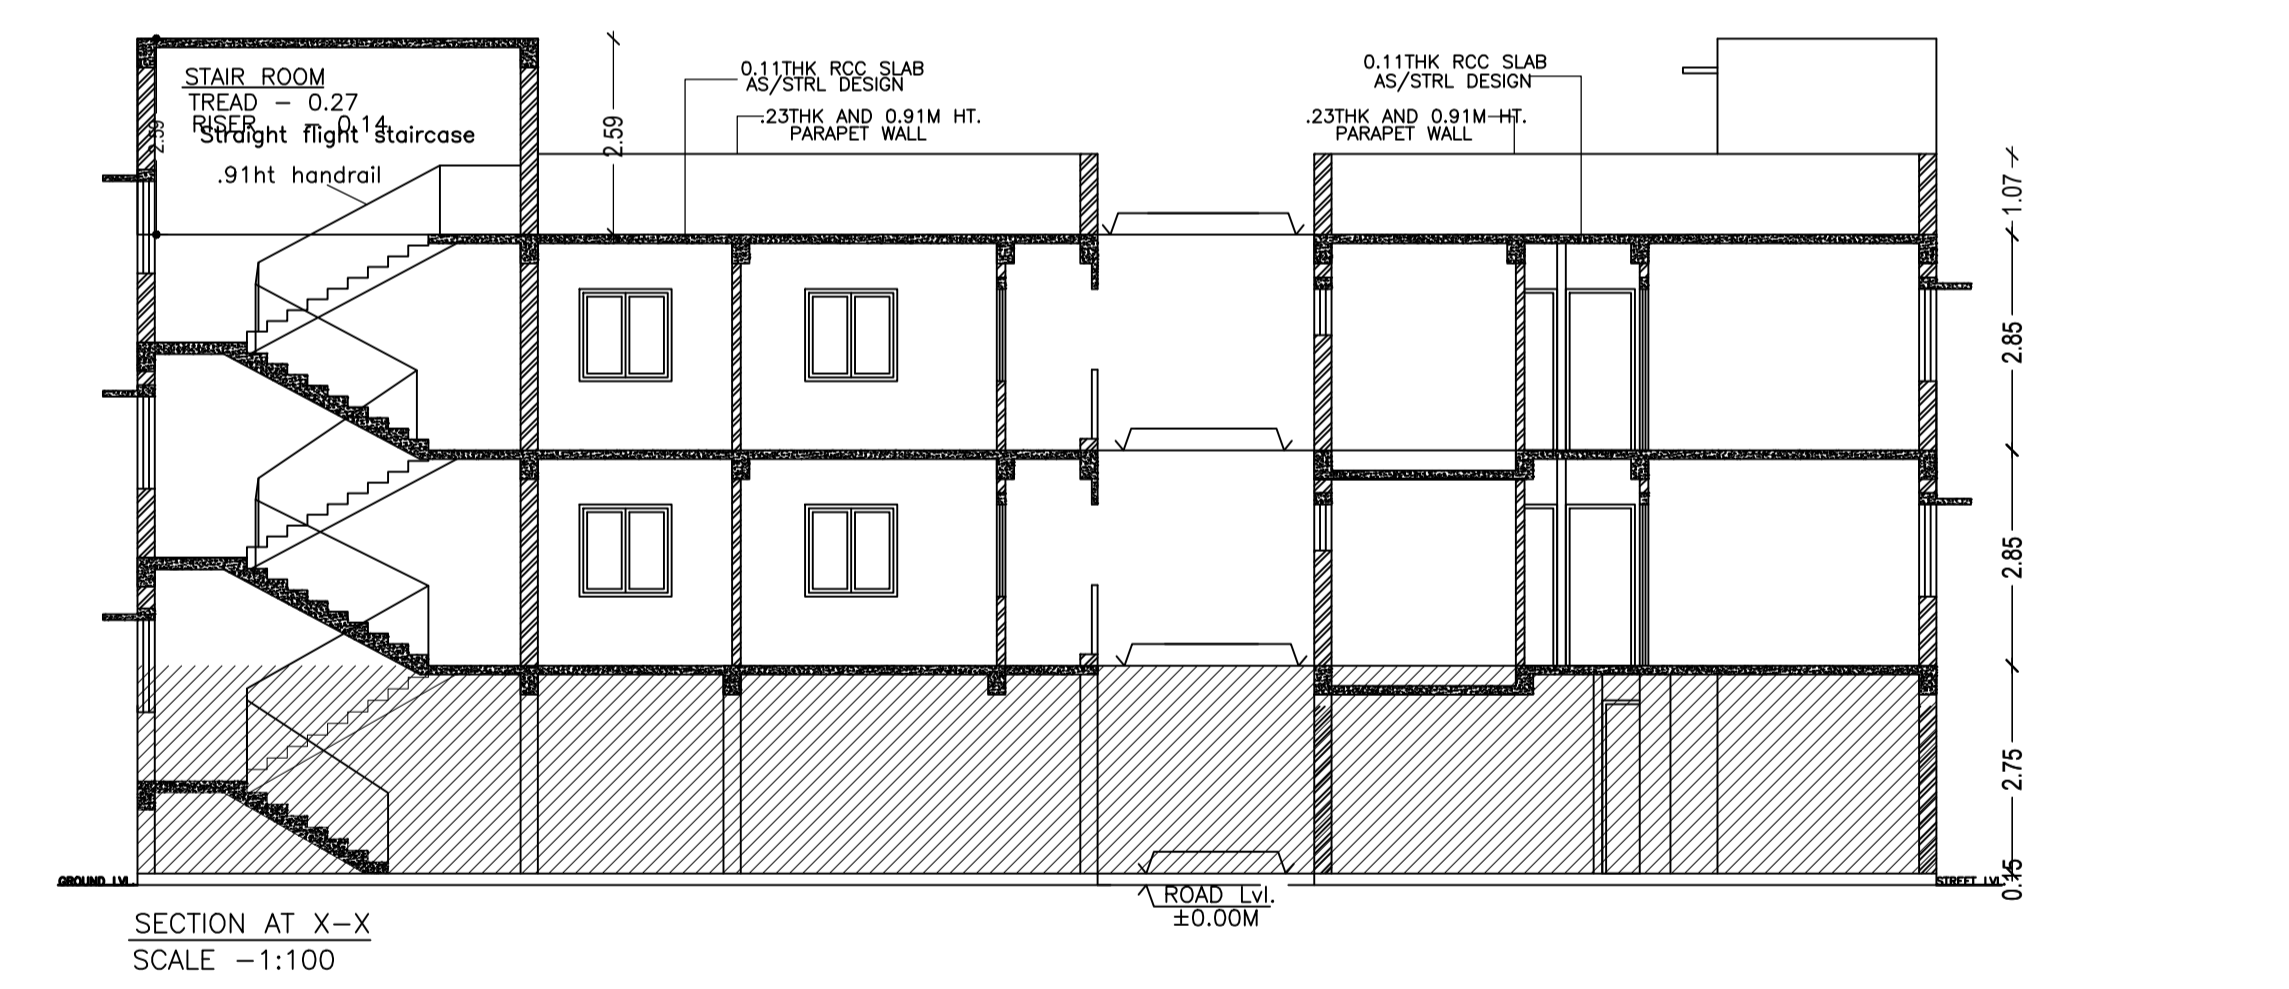 STAIR ROOM
TREAD - 0.27
RISER - 0.14
Straight flight staircase
.91ht handrail
2.59
2.59
0.11THK RCC SLAB
AS/STRL DESIGN
.23THK AND 0.91M HT.
PARAPET WALL
0.11THK RCC SLAB
AS/STRL DESIGN
.23THK AND 0.91M HT.
PARAPET WALL
1.07
2.85
2.85
2.75
0.15
GROUND LVL.
STREET LVL
ROAD Lvl.
±0.00M
SECTION AT X-X
SCALE -1:100